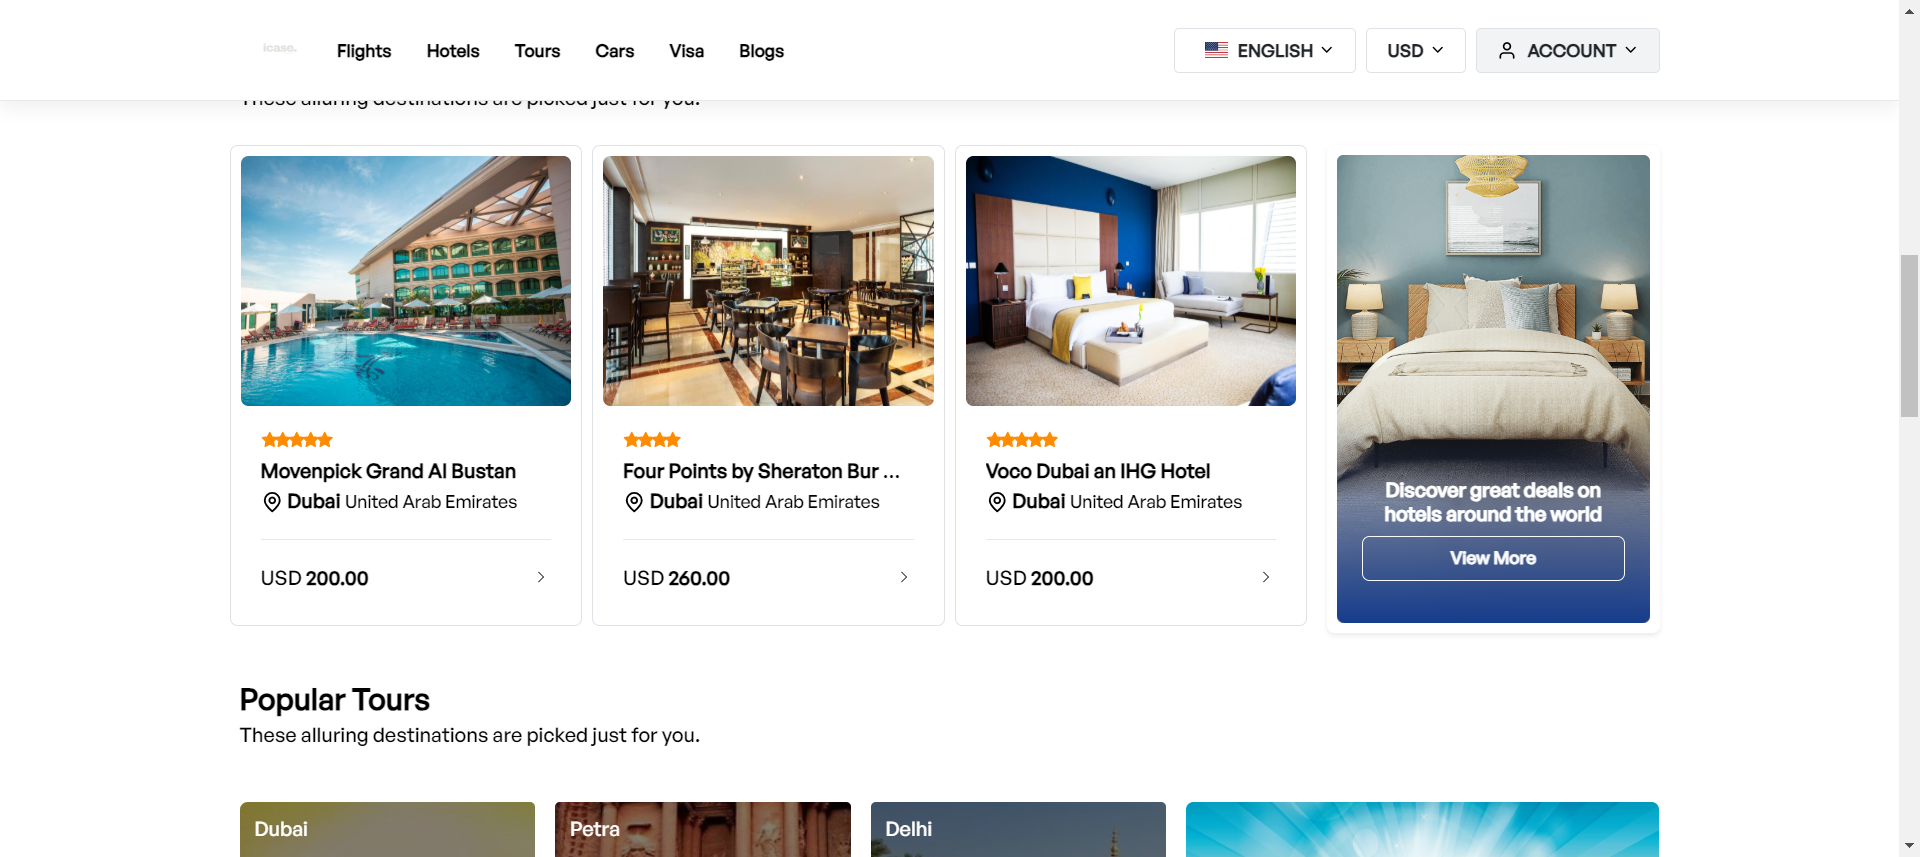 icase.
Flights
Hotels
Tours
Cars
Visa
Blogs
ENGLISH
USD
ACCOUNT
These alluring destinations are picked just for you.
Movenpick Grand Al Bustan
Dubai United Arab Emirates
USD 200.00
Four Points by Sheraton Bur ...
Dubai United Arab Emirates
USD 260.00
Voco Dubai an IHG Hotel
Dubai United Arab Emirates
USD 200.00
Discover great deals on
hotels around the world
View More
Popular Tours
These alluring destinations are picked just for you.
Dubai
Petra
Delhi